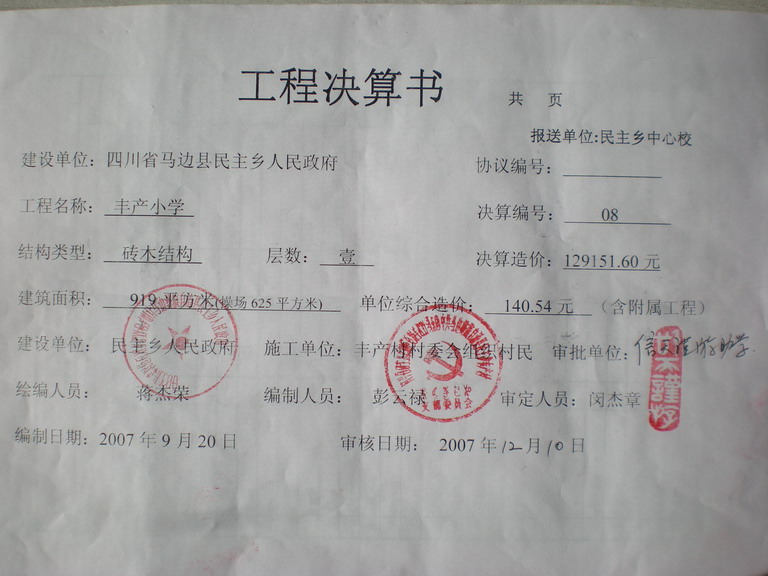 工程决算书
共 页
报送单位:民主乡中心校
建设单位: 四川省马边县民主乡人民政府 协议编号:
工程名称: 丰产小学 决算编号: 08
结构类型: 砖木结构 层数: 壹 决算造价: 129151.60 元
建筑面积: 919 平方米(操场 625 平方米) 单位综合造价: 140.54 元 (含附属工程)
建设单位: 民主乡人民政府 施工单位: 丰产村村委会组织村民 审批单位:
绘编人员: 蒋杰荣 编制人员: 彭云禄 审定人员: 闵杰章
编制日期: 2007 年 9 月 20 日 审核日期: 2007 年 12 月 10 日